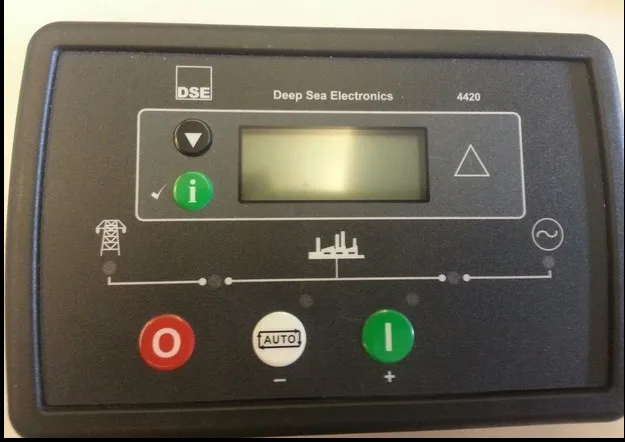 DSE
Deep Sea Electronics 4420
i
O AUTO I
− +